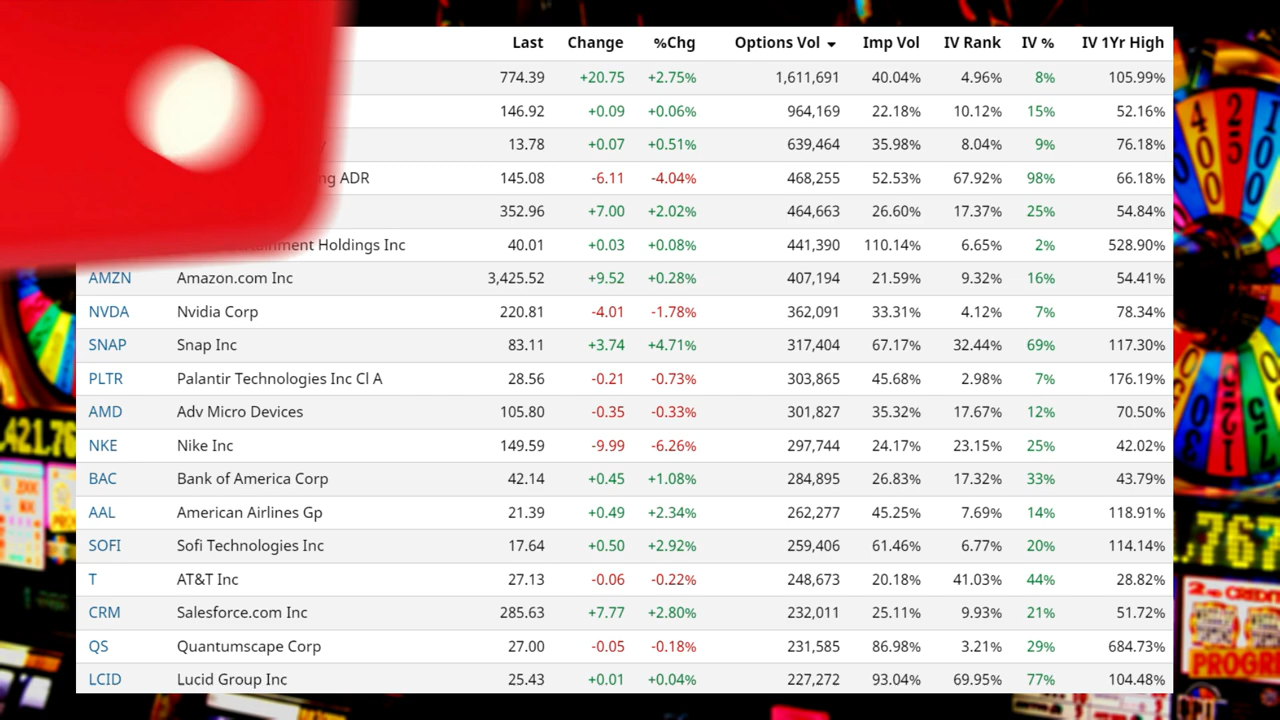 Last Change %Chg Options Vol Imp Vol IV Rank IV % IV 1Yr High
774.39 +20.75 +2.75% 1,611,691 40.04% 4.96% 8% 105.99%
146.92 +0.09 +0.06% 964,169 22.18% 10.12% 15% 52.16%
13.78 +0.07 +0.51% 639,464 35.98% 8.04% 9% 76.18%
ADR 145.08 -6.11 -4.04% 468,255 52.53% 67.92% 98% 66.18%
352.96 +7.00 +2.02% 464,663 26.60% 17.37% 25% 54.84%
Holdings Inc 40.01 +0.03 +0.08% 441,390 110.14% 6.65% 2% 528.90%
AMZN Amazon.com Inc 3,425.52 +9.52 +0.28% 407,194 21.59% 9.32% 16% 54.41%
NVDA Nvidia Corp 220.81 -4.01 -1.78% 362,091 33.31% 4.12% 7% 78.34%
SNAP Snap Inc 83.11 +3.74 +4.71% 317,404 67.17% 32.44% 69% 117.30%
PLTR Palantir Technologies Inc Cl A 28.56 -0.21 -0.73% 303,865 45.68% 2.98% 7% 176.19%
AMD Adv Micro Devices 105.80 -0.35 -0.33% 301,827 35.32% 17.67% 12% 70.50%
NKE Nike Inc 149.59 -9.99 -6.26% 297,744 24.17% 23.15% 25% 42.02%
BAC Bank of America Corp 42.14 +0.45 +1.08% 284,895 26.83% 17.32% 33% 43.79%
AAL American Airlines Gp 21.39 +0.49 +2.34% 262,277 45.25% 7.69% 14% 118.91%
SOFI Sofi Technologies Inc 17.64 +0.50 +2.92% 259,406 61.46% 6.77% 20% 114.14%
T AT&T Inc 27.13 -0.06 -0.22% 248,673 20.18% 41.03% 44% 28.82%
CRM Salesforce.com Inc 285.63 +7.77 +2.80% 232,011 25.11% 9.93% 21% 51.72%
QS Quantumscape Corp 27.00 -0.05 -0.18% 231,585 86.98% 3.21% 29% 684.73%
LCID Lucid Group Inc 25.43 +0.01 +0.04% 227,272 93.04% 69.95% 77% 104.48%